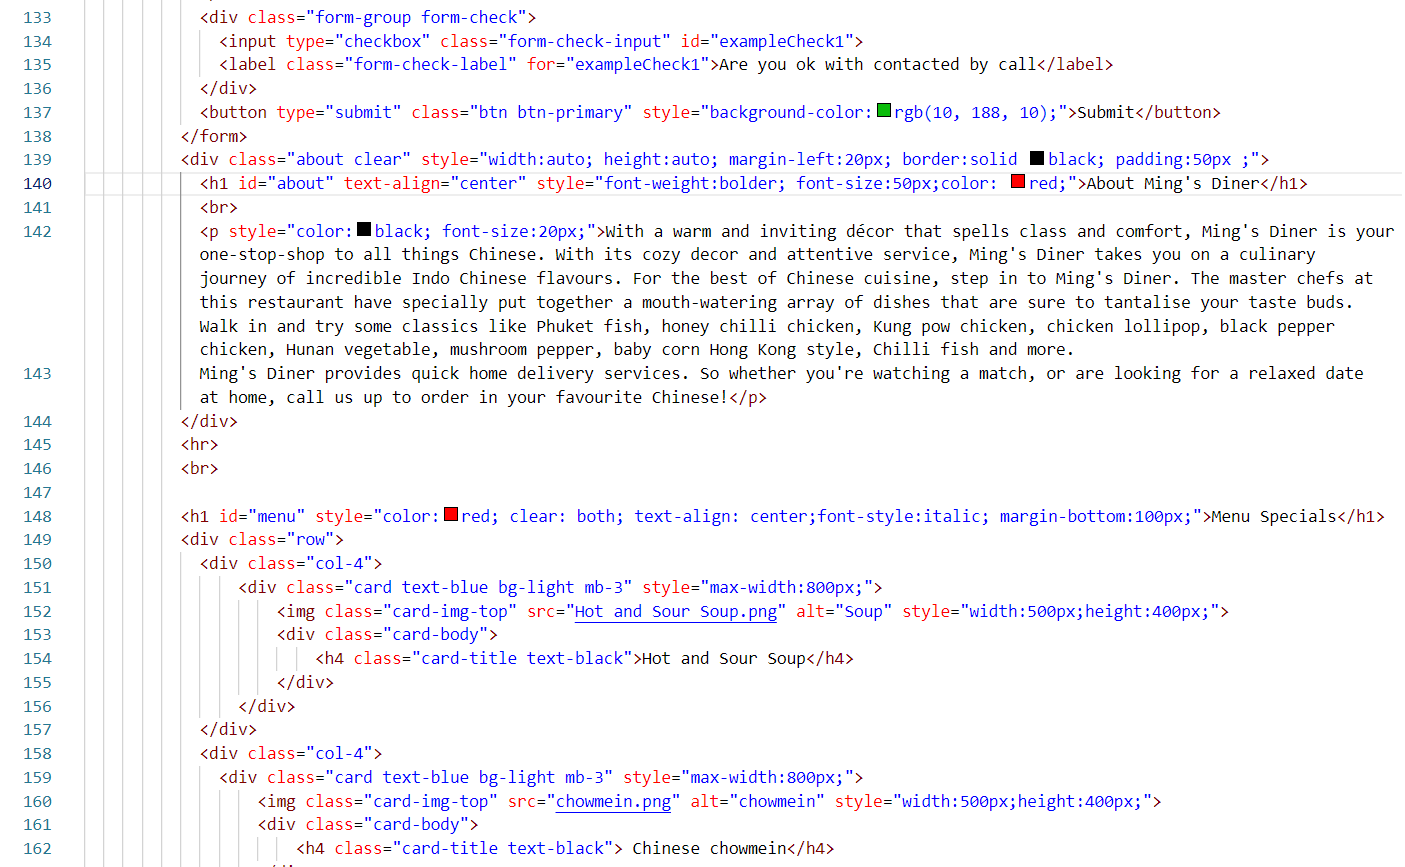 133 <div class="form-group form-check">
134 <input type="checkbox" class="form-check-input" id="exampleCheck1">
135 <label class="form-check-label" for="exampleCheck1">Are you ok with contacted by call</label>
136 </div>
137 <button type="submit" class="btn btn-primary" style="background-color:rgb(10, 188, 10);">Submit</button>
138 </form>
139 <div class="about clear" style="width:auto; height:auto; margin-left:20px; border:solid black; padding:50px ;">
140 <h1 id="about" text-align="center" style="font-weight:bolder; font-size:50px;color: red;">About Ming's Diner</h1>
141 <br>
142 <p style="color:black; font-size:20px;">With a warm and inviting décor that spells class and comfort, Ming's Diner is your
one-stop-shop to all things Chinese. With its cozy decor and attentive service, Ming's Diner takes you on a culinary
journey of incredible Indo Chinese flavours. For the best of Chinese cuisine, step in to Ming's Diner. The master chefs at
this restaurant have specially put together a mouth-watering array of dishes that are sure to tantalise your taste buds.
Walk in and try some classics like Phuket fish, honey chilli chicken, Kung pow chicken, chicken lollipop, black pepper
chicken, Hunan vegetable, mushroom pepper, baby corn Hong Kong style, Chilli fish and more.
143 Ming's Diner provides quick home delivery services. So whether you're watching a match, or are looking for a relaxed date
at home, call us up to order in your favourite Chinese!</p>
144 </div>
145 <hr>
146 <br>
147
148 <h1 id="menu" style="color:red; clear: both; text-align: center;font-style:italic; margin-bottom:100px;">Menu Specials</h1>
149 <div class="row">
150 <div class="col-4">
151 <div class="card text-blue bg-light mb-3" style="max-width:800px;">
152 <img class="card-img-top" src="Hot and Sour Soup.png" alt="Soup" style="width:500px;height:400px;">
153 <div class="card-body">
154 <h4 class="card-title text-black">Hot and Sour Soup</h4>
155 </div>
156 </div>
157 </div>
158 <div class="col-4">
159 <div class="card text-blue bg-light mb-3" style="max-width:800px;">
160 <img class="card-img-top" src="chowmein.png" alt="chowmein" style="width:500px;height:400px;">
161 <div class="card-body">
162 <h4 class="card-title text-black"> Chinese chowmein</h4>